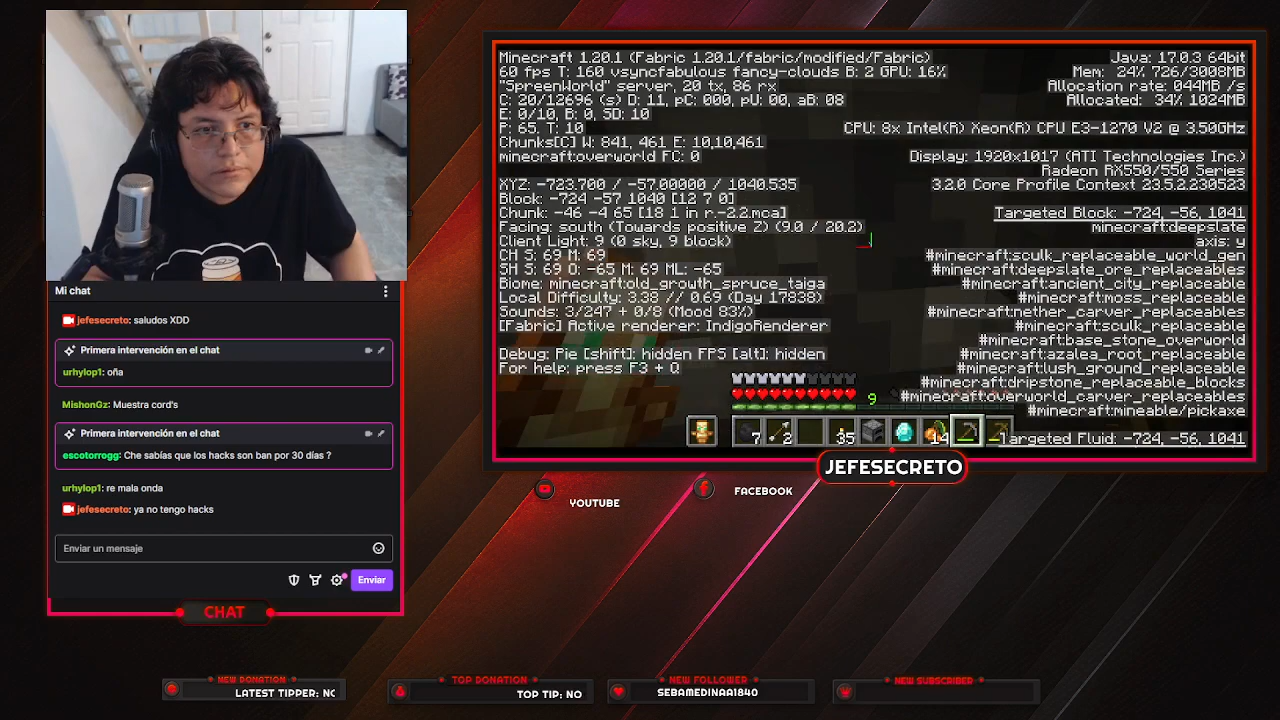 Minecraft 1.20.1 (Fabric 1.20.1/fabric/modified/Fabric)
60 fps T: 160 vsyncfabulous fancy-clouds B: 2 GPU: 16%
"SpreenWorld" server, 20 tx, 86 rx
C: 20/12696 (s) D: 11, pC: 000, pU: 00, aB: 08
E: 0/10, B: 0, SD: 10
P: 65. T: 10
Chunks[C] W: 841, 461 E: 10,10,461
minecraft:overworld FC: 0
XYZ: -723.700 / -57.00000 / 1040.535
Block: -724 -57 1040 [12 7 0]
Chunk: -46 -4 65 [18 1 in r.-2.2.mca]
Facing: south (Towards positive Z) (9.0 / 20.2)
Client Light: 9 (0 sky, 9 block)
CH S: 69 M: 69
SH S: 69 O: -65 M: 69 ML: -65
Biome: minecraft:old_growth_spruce_taiga
Local Difficulty: 3.38 // 0.69 (Day 17838)
Sounds: 3/247 + 0/8 (Mood 83%)
[Fabric] Active renderer: IndigoRenderer
Debug: Pie [shift]: hidden FPS [alt]: hidden
For help: press F3 + Q
Java: 17.0.3 64bit
Mem: 24% 726/3008MB
Allocation rate: 044MB /s
Allocated: 34% 1024MB
CPU: 8x Intel(R) Xeon(R) CPU E3-1270 V2 @ 3.50GHz
Display: 1920x1017 (ATI Technologies Inc.)
Radeon RX550/550 Series
3.2.0 Core Profile Context 23.5.2.230523
Targeted Block: -724, -56, 1041
minecraft:deepslate
axis: y
#minecraft:sculk_replaceable_world_gen
#minecraft:deepslate_ore_replaceables
#minecraft:ancient_city_replaceable
#minecraft:moss_replaceable
#minecraft:nether_carver_replaceables
#minecraft:sculk_replaceable
#minecraft:base_stone_overworld
#minecraft:azalea_root_replaceable
#minecraft:lush_ground_replaceable
#minecraft:dripstone_replaceable_blocks
#minecraft:overworld_carver_replaceables
#minecraft:mineable/pickaxe
Targeted Fluid: -724, -56, 1041
9
7 2 35 14
JEFESECRETO
YOUTUBE
FACEBOOK
Mi chat
jefesecreto: saludos XDD
Primera intervención en el chat
urhylop1: oña
MishonGz: Muestra cord's
Primera intervención en el chat
escotorrogg: Che sabías que los hacks son ban por 30 días ?
urhylop1: re mala onda
jefesecreto: ya no tengo hacks
Enviar un mensaje
Enviar
CHAT
NEW DONATION
LATEST TIPPER: NO
TOP DONATION
TOP TIP: NO
NEW FOLLOWER
SEBAMEDINAA1840
NEW SUBSCRIBER